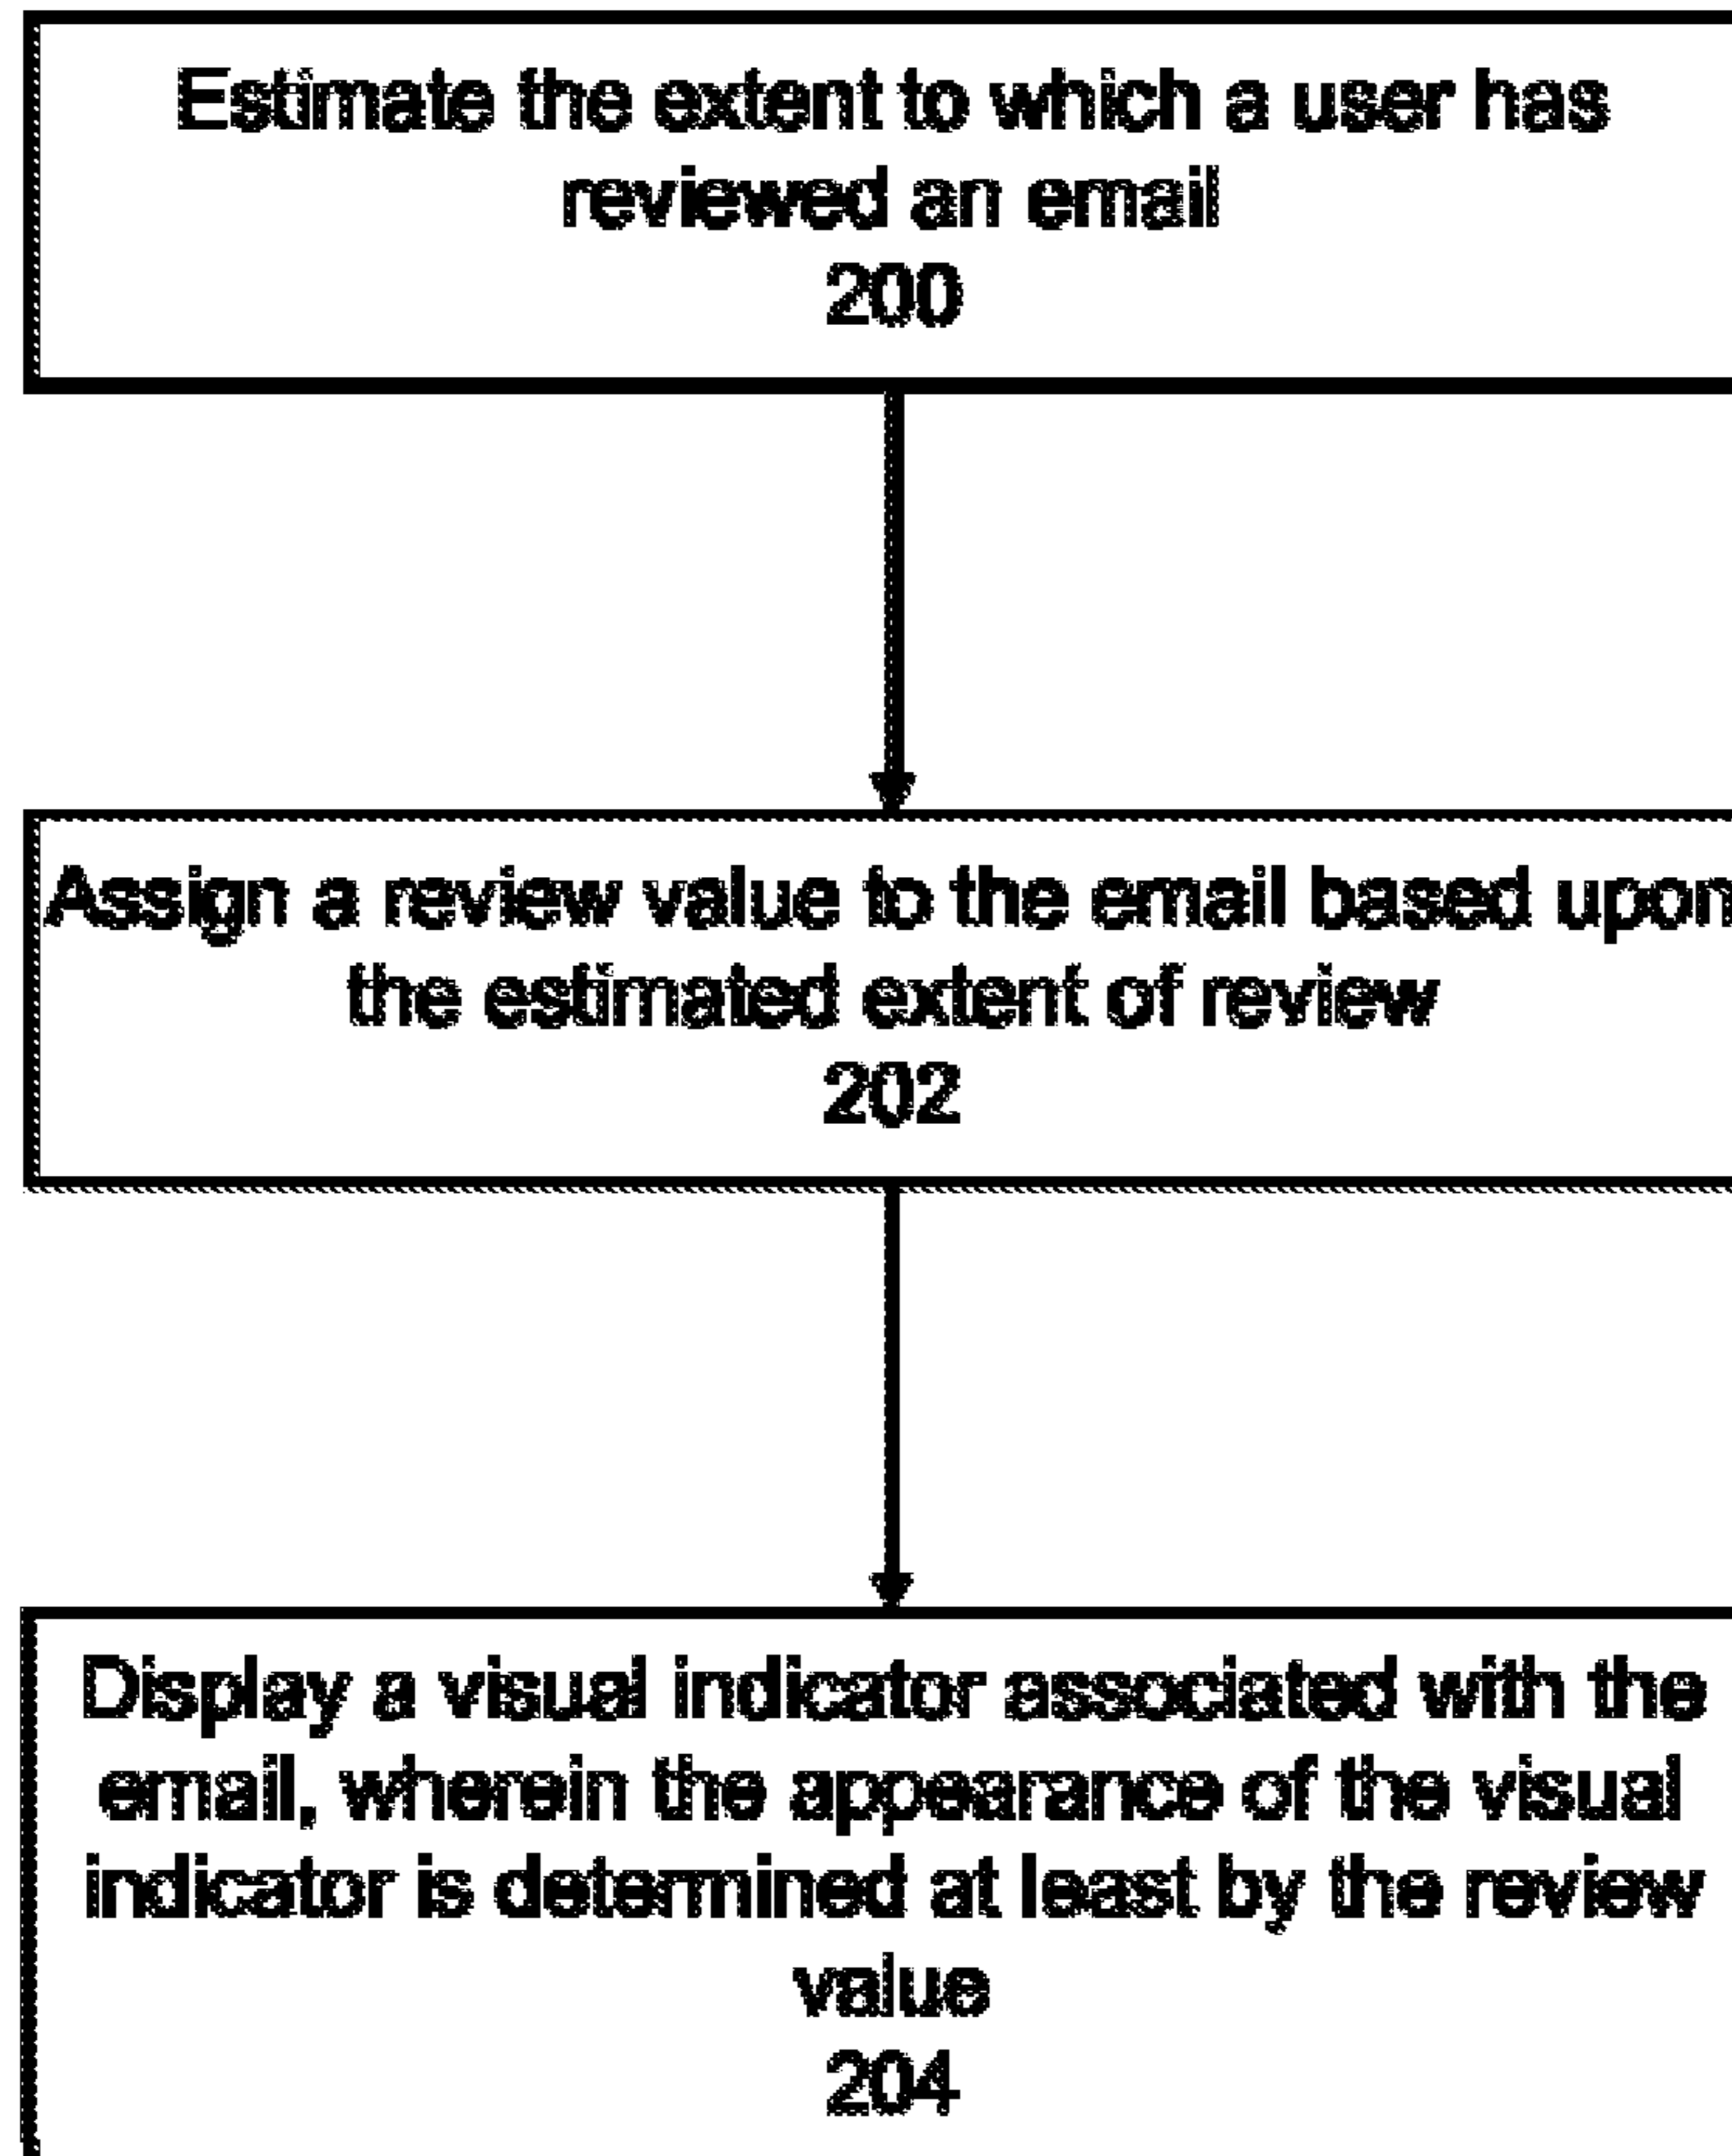 Estimate the extent to which a user has
reviewed an email
200
Assign a review value to the email based upon
the estimated extent of review
202
Display a visual indicator associated with the
email, wherein the appearance of the visual
indicator is determined at least by the review
value
204